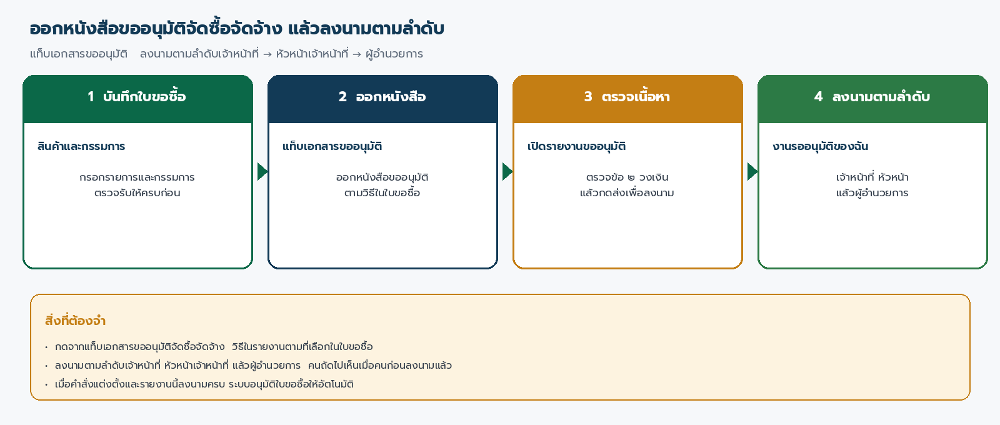 ออกหนังสือขออนุมัติจัดซื้อจัดจ้าง แล้วลงนามตามลำดับ
แท็บเอกสารขออนุมัติ ลงนามตามลำดับเจ้าหน้าที่ → หัวหน้าเจ้าหน้าที่ → ผู้อำนวยการ
1 บันทึกใบขอซื้อ
สินค้าและกรรมการ
กรอกรายการและกรรมการ
ตรวจรับให้ครบก่อน
2 ออกหนังสือ
แท็บเอกสารขออนุมัติ
ออกหนังสือขออนุมัติ
ตามวิธีในใบขอซื้อ
3 ตรวจเนื้อหา
เปิดรายงานขออนุมัติ
ตรวจข้อ ๒ วงเงิน
แล้วกดส่งเพื่อลงนาม
4 ลงนามตามลำดับ
งานรออนุมัติของฉัน
เจ้าหน้าที่ หัวหน้า
แล้วผู้อำนวยการ
สิ่งที่ต้องจำ
• กดจากแท็บเอกสารขออนุมัติจัดซื้อจัดจ้าง วิธีในรายงานตามที่เลือกในใบขอซื้อ
• ลงนามตามลำดับเจ้าหน้าที่ หัวหน้าเจ้าหน้าที่ แล้วผู้อำนวยการ คนถัดไปเห็นเมื่อคนก่อนลงนามแล้ว
• เมื่อคำสั่งแต่งตั้งและรายงานนี้ลงนามครบ ระบบอนุมัติใบขอซื้อให้อัตโนมัติ